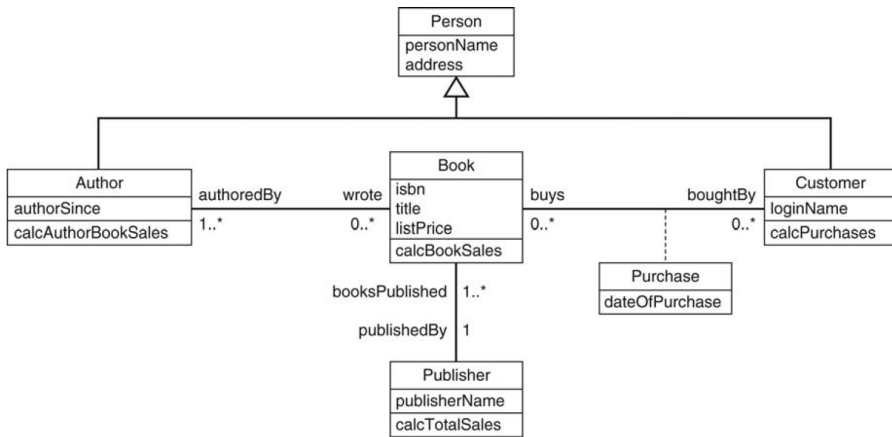 Person
personName
address
Author
authorSince
calcAuthorBookSales
authoredBy
1..*
wrote
0..*
Book
isbn
title
listPrice
calcBookSales
buys
0..*
boughtBy
0..*
Customer
loginName
calcPurchases
Purchase
dateOfPurchase
booksPublished 1..*
publishedBy 1
Publisher
publisherName
calcTotalSales